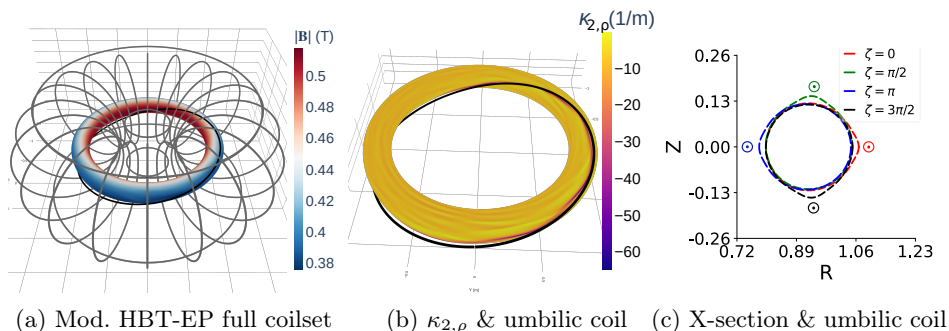 |B| (T)
0.5
0.48
0.46
0.44
0.42
0.4
0.38
(a) Mod. HBT-EP full coilset
κ2,ρ(1/m)
−10
−20
−30
−40
−50
−60
Y (m)
(b) κ2,ρ & umbilic coil
0.26
0.13
0.00
-0.13
-0.26
Z
0.72
0.89
1.06
1.23
R
ζ = 0
ζ = π/2
ζ = π
ζ = 3π/2
(c) X-section & umbilic coil